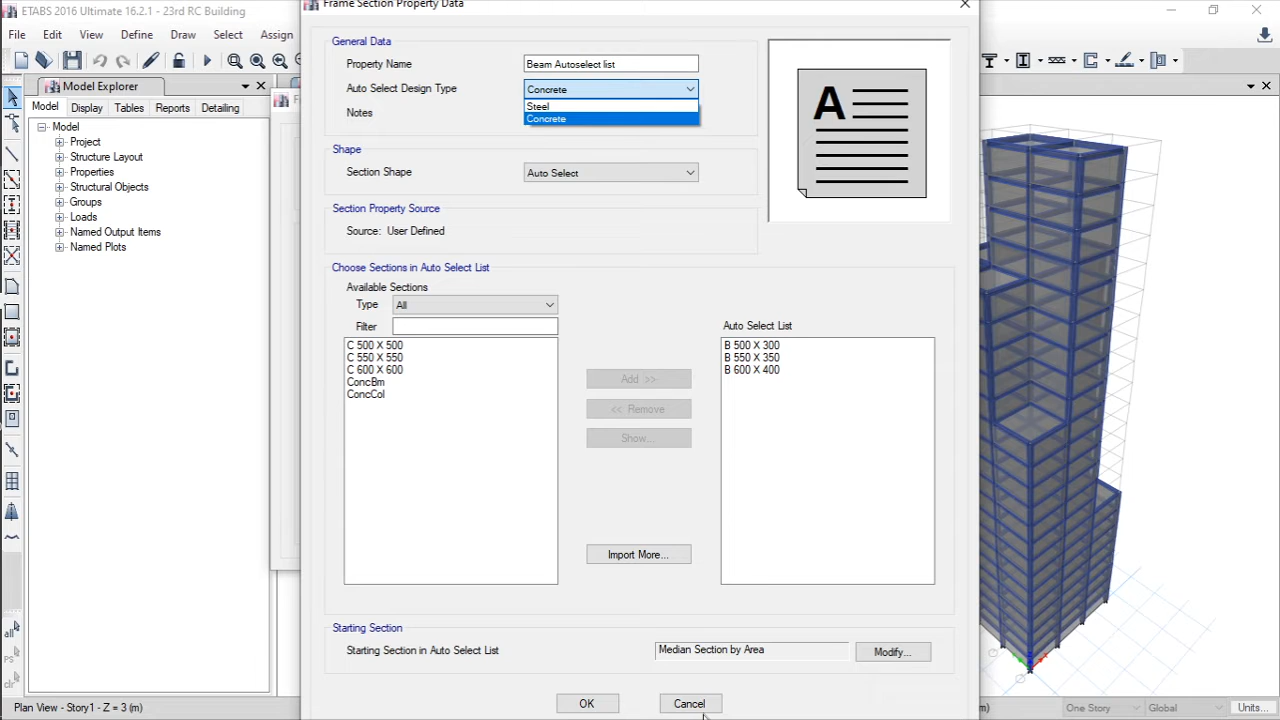 ETABS 2016 Ultimate 16.2.1 - 23rd RC Building
Frame Section Property Data
File Edit View Define Draw Select Assign
General Data
Property Name Beam Autoselect list
Auto Select Design Type Concrete
Steel
Concrete
Notes
A
Model Explorer
Model Display Tables Reports Detailing
Model
Project
Structure Layout
Properties
Structural Objects
Groups
Loads
Named Output Items
Named Plots
Shape
Section Shape Auto Select
Section Property Source
Source: User Defined
Choose Sections in Auto Select List
Available Sections
Type All
Filter
C 500 X 500
C 550 X 550
C 600 X 600
ConcBm
ConcCol
Add >>
<< Remove
Show...
Import More...
Auto Select List
B 500 X 300
B 550 X 350
B 600 X 400
Starting Section
Starting Section in Auto Select List Median Section by Area Modify...
OK Cancel
all
PS
clr
Plan View - Story1 - Z = 3 (m)
One Story Global Units...